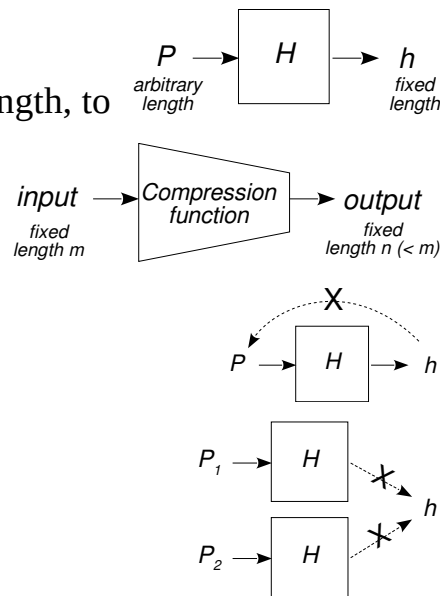 P H h
arbitrary length fixed length
ngth, to
input Compression function output
fixed length m fixed length n (< m)
X
P H h
P1 H X
h
P2 H X